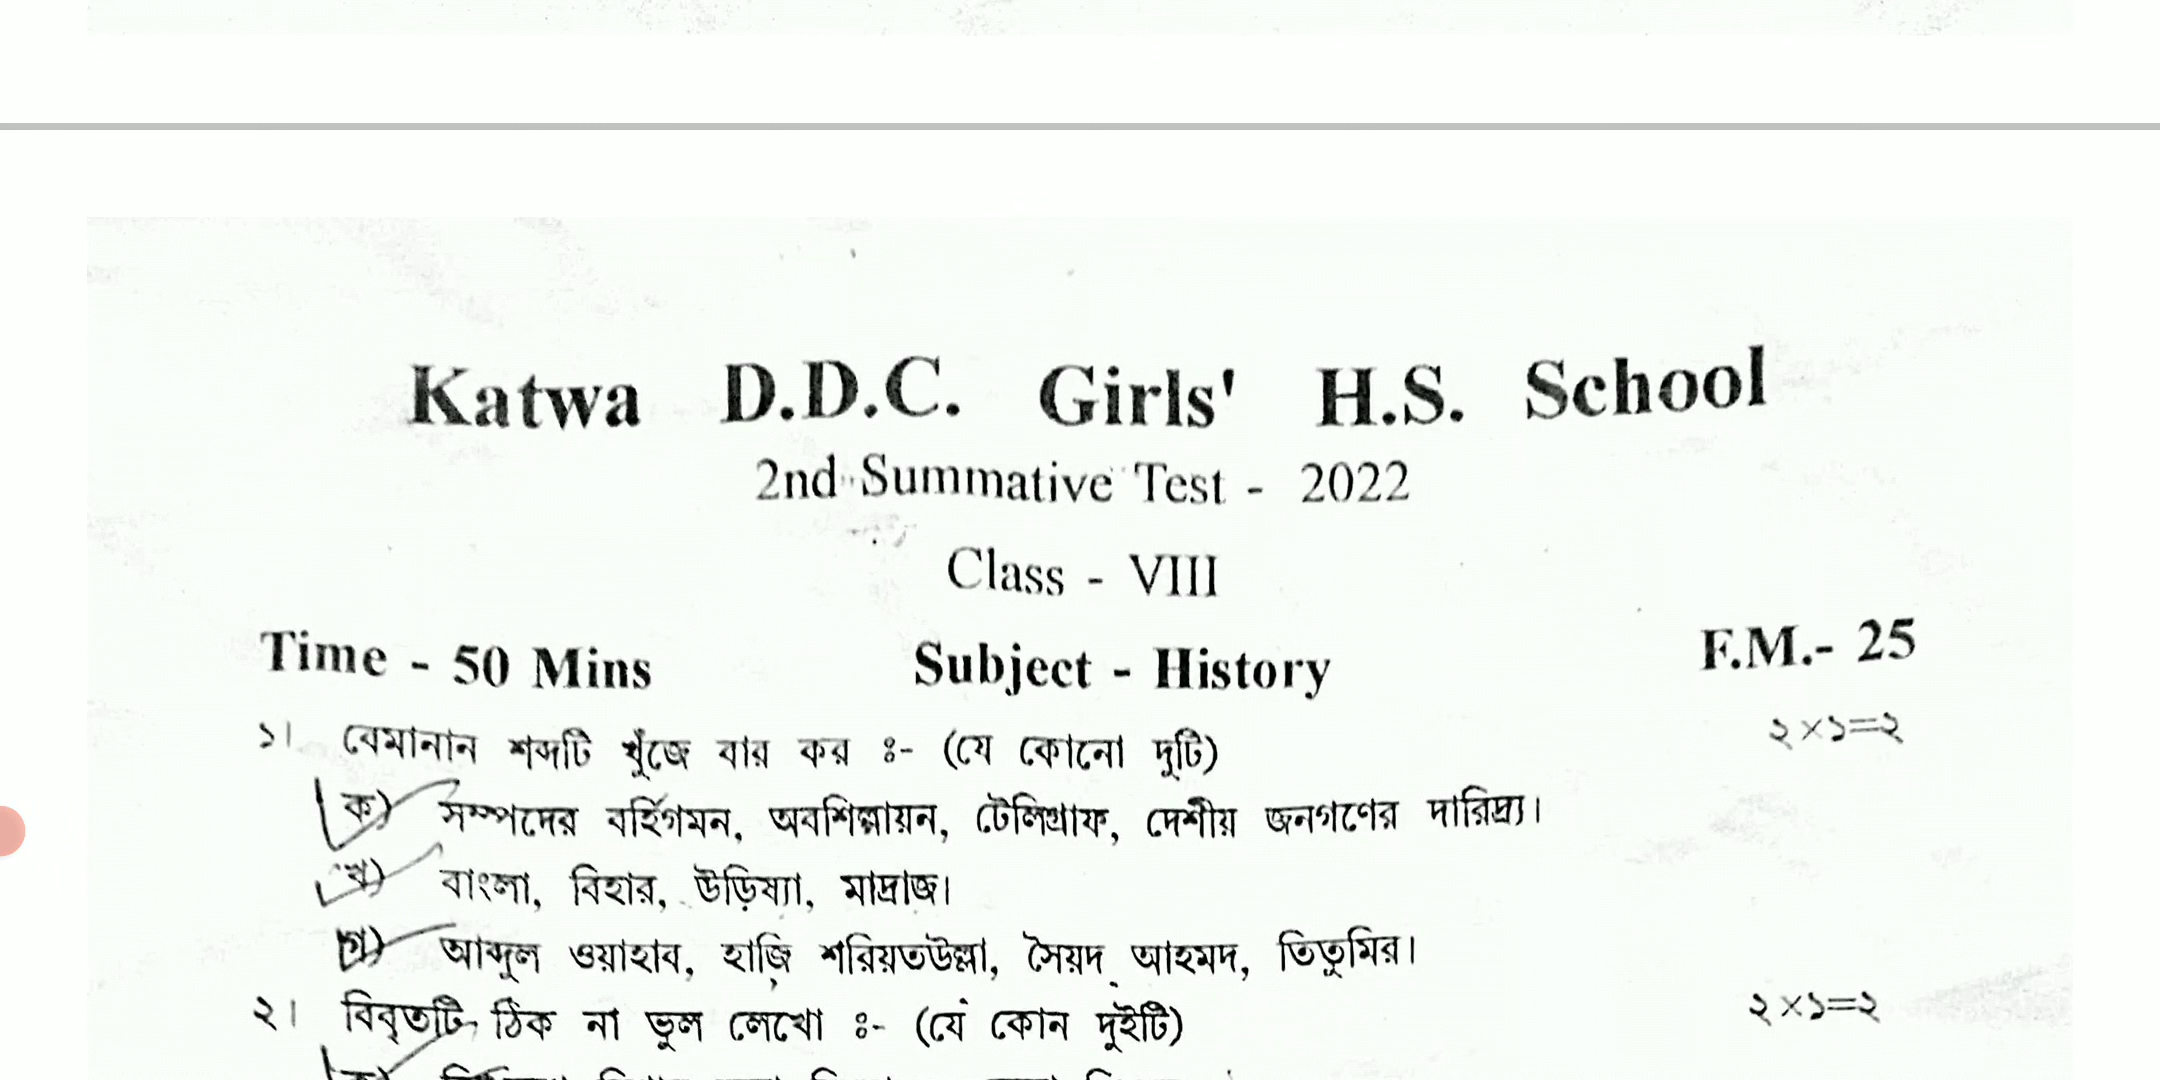 Katwa D.D.C. Girls' H.S. School
2nd Summative Test - 2022
Class - VIII
Time - 50 Mins Subject - History F.M.- 25
১। বেমানান শব্দটি খুঁজে বার কর ঃ- (যে কোনো দুটি) ২×১=২
ক) সম্পদের বর্হিগমন, অবশিল্পায়ন, টেলিগ্রাফ, দেশীয় জনগণের দারিদ্র্য।
খ) বাংলা, বিহার, উড়িষ্যা, মাদ্রাজ।
গ) আব্দুল ওয়াহাব, হাজি শরিয়তউল্লা, সৈয়দ আহমদ, তিতুমির।
২। বিবৃতটি ঠিক না ভুল লেখো ঃ- (যে কোন দুইটি) ২×১=২